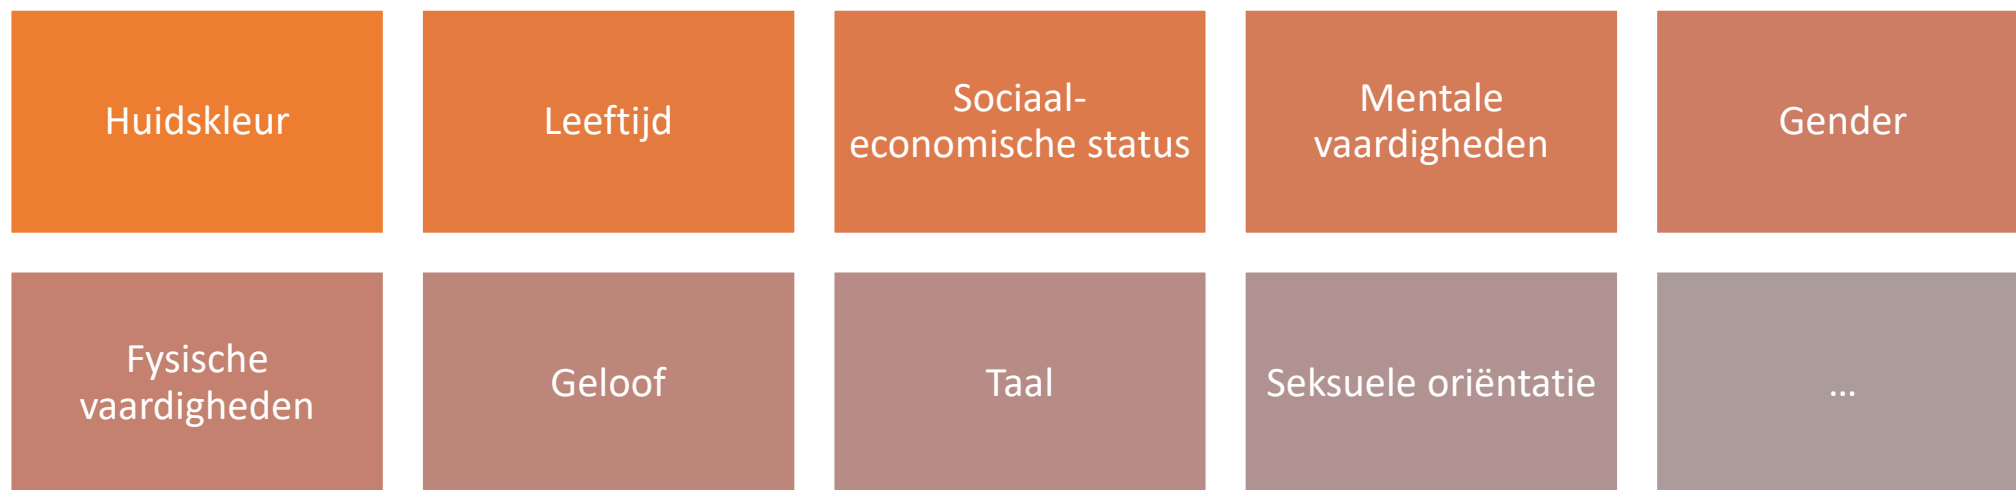 Huidskleur
Leeftijd
Sociaal-
economische status
Mentale
vaardigheden
Gender
Fysische
vaardigheden
Geloof
Taal
Seksuele oriëntatie
...